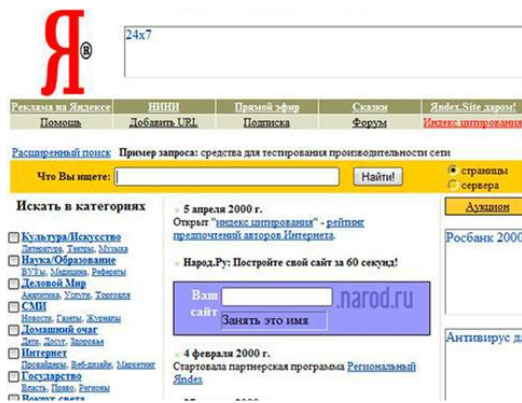 Я ®
24x7
Реклама на Яндексе НИНИ Прямой эфир Сказки Яndex.Site даром!
Помощь Добавить URL Подписка Форум Индекс цитирования
Расширенный поиск Пример запроса: средства для тестирования производительности сети
Что Вы ищете: Найти! страницы
сервера
Искать в категориях
Культура/Искусство
Литература, Театры, Музыка
Наука/Образование
ВУТы, Медицина, Рефераты
Деловой Мир
Аналитика, Услуги, Торговля
СМИ
Новости, Газеты, Журналы
Домашний очаг
Дети, Досуг, Здоровье
Интернет
Провайдеры, Веб-дизайн, Маркетинг
Государство
Власть, Право, Регионы
Вокруг света
5 апреля 2000 г.
Открыт "индекс цитирования" - рейтинг
предпочтений авторов Интернета.
Народ.Ру: Постройте свой сайт за 60 секунд!
Ваш
сайт .narod.ru
Занять это имя
4 февраля 2000 г.
Стартовала партнерская программа Региональный
Яndex
Аукцион
Росбанк 2000
Антивирус д